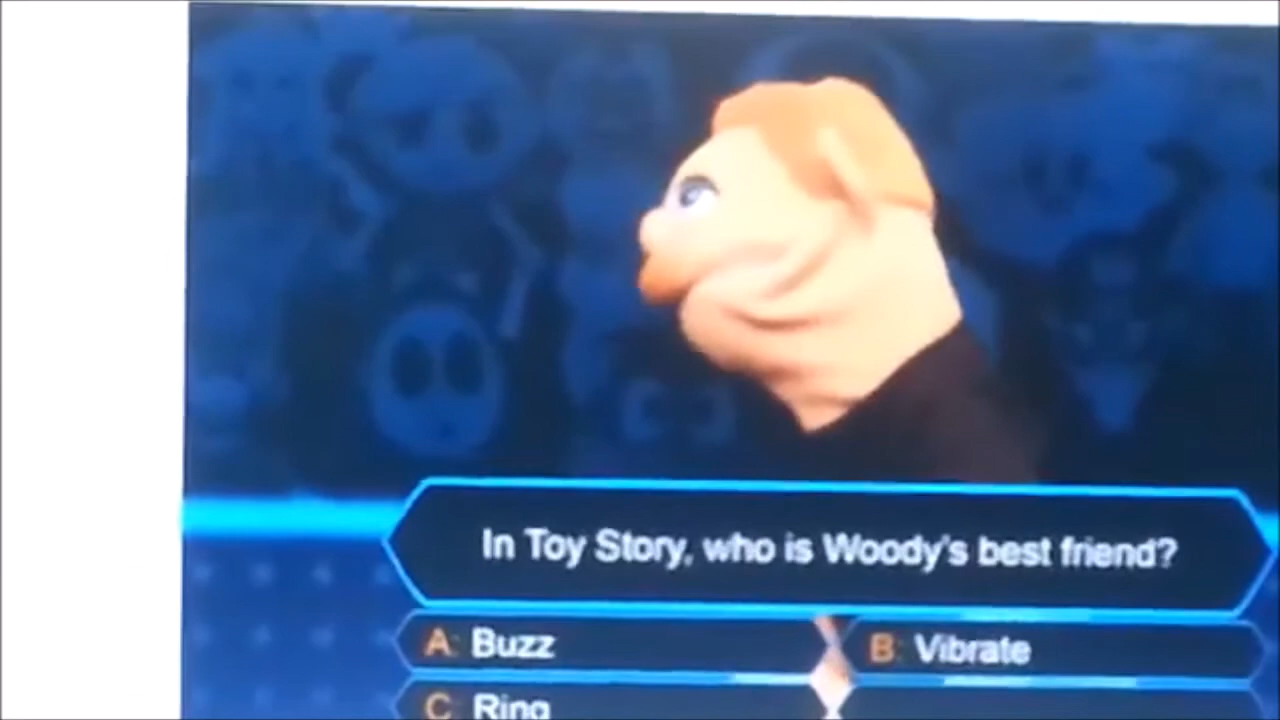 In Toy Story, who is Woody's best friend?
A: Buzz
B: Vibrate
C: Ring